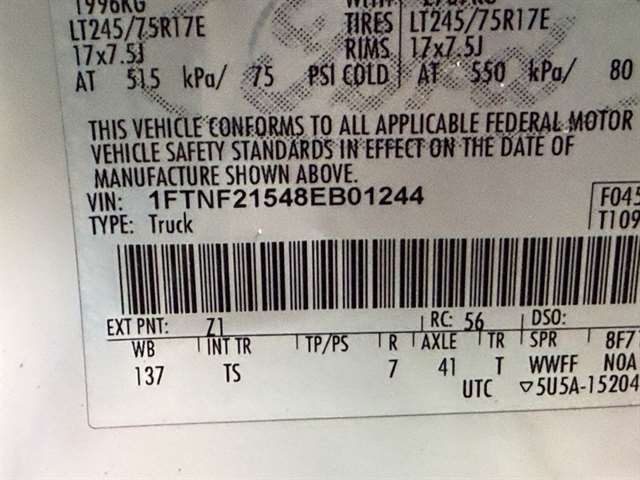 1996KG
LT245/75R17E TIRES LT245/75R17E
17x7.5J RIMS 17x7.5J
AT 515 kPa/ 75 PSI COLD AT 550 kPa/ 80
THIS VEHICLE CONFORMS TO ALL APPLICABLE FEDERAL MOTOR
VEHICLE SAFETY STANDARDS IN EFFECT ON THE DATE OF
MANUFACTURE SHOWN ABOVE.
VIN: 1FTNF21548EB01244 F045
TYPE: Truck T109
EXT PNT: Z1 RC: 56 DSO:
WB INT TR TP/PS R AXLE TR SPR 8F7
137 TS 7 41 T WWFF NOA
UTC ▽5U5A-15204